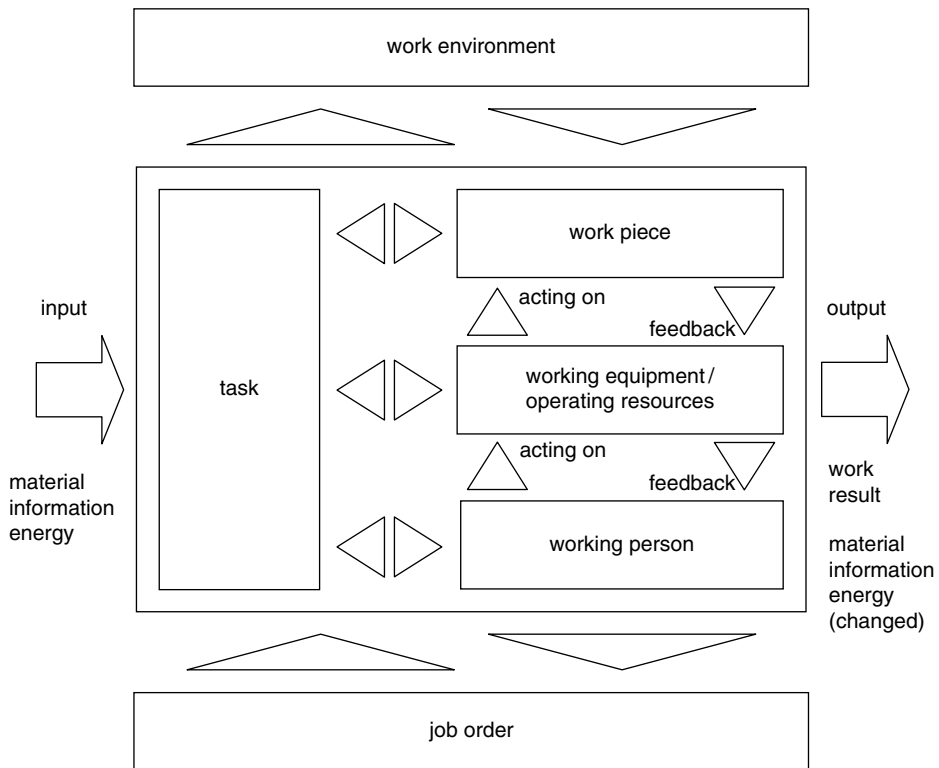 work environment
work piece
acting on
feedback
input
output
task
working equipment/
operating resources
acting on
feedback
material
information
energy
work
result
working person
material
information
energy
(changed)
job order